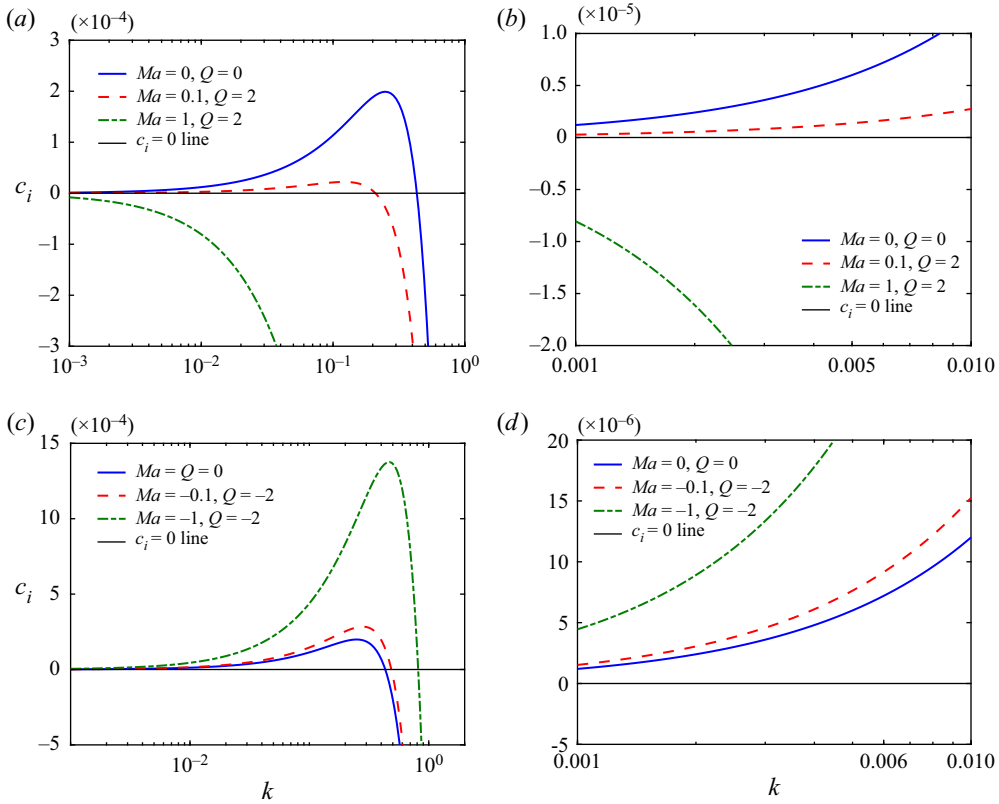 (a)
(×10⁻⁴)
3
2
1
0
−1
−2
−3
c_i
Ma = 0, Q = 0
Ma = 0.1, Q = 2
Ma = 1, Q = 2
c_i = 0 line
10⁻³
10⁻²
10⁻¹
10⁰
(b)
(×10⁻⁵)
1.0
0.5
0
−0.5
−1.0
−1.5
−2.0
Ma = 0, Q = 0
Ma = 0.1, Q = 2
Ma = 1, Q = 2
c_i = 0 line
0.001
0.005
0.010
(c)
(×10⁻⁴)
15
10
5
0
−5
c_i
Ma = Q = 0
Ma = −0.1, Q = −2
Ma = −1, Q = −2
c_i = 0 line
10⁻²
10⁰
k
(d)
(×10⁻⁶)
20
15
10
5
0
-5
Ma = 0, Q = 0
Ma = −0.1, Q = −2
Ma = −1, Q = −2
c_i = 0 line
0.001
0.006
0.010
k